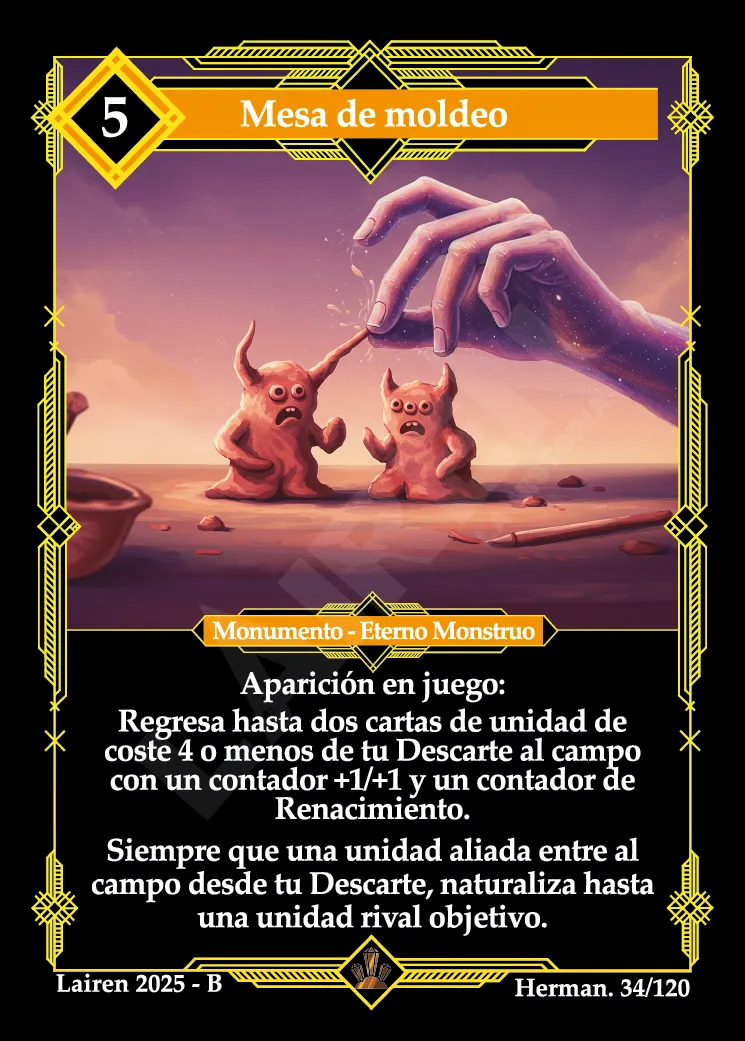 5
Mesa de moldeo
Monumento - Eterno Monstruo
Aparición en juego:
Regresa hasta dos cartas de unidad de
coste 4 o menos de tu Descarte al campo
con un contador +1/+1 y un contador de
Renacimiento.
Siempre que una unidad aliada entre al
campo desde tu Descarte, naturaliza hasta
una unidad rival objetivo.
Lairen 2025 - B
Herman. 34/120